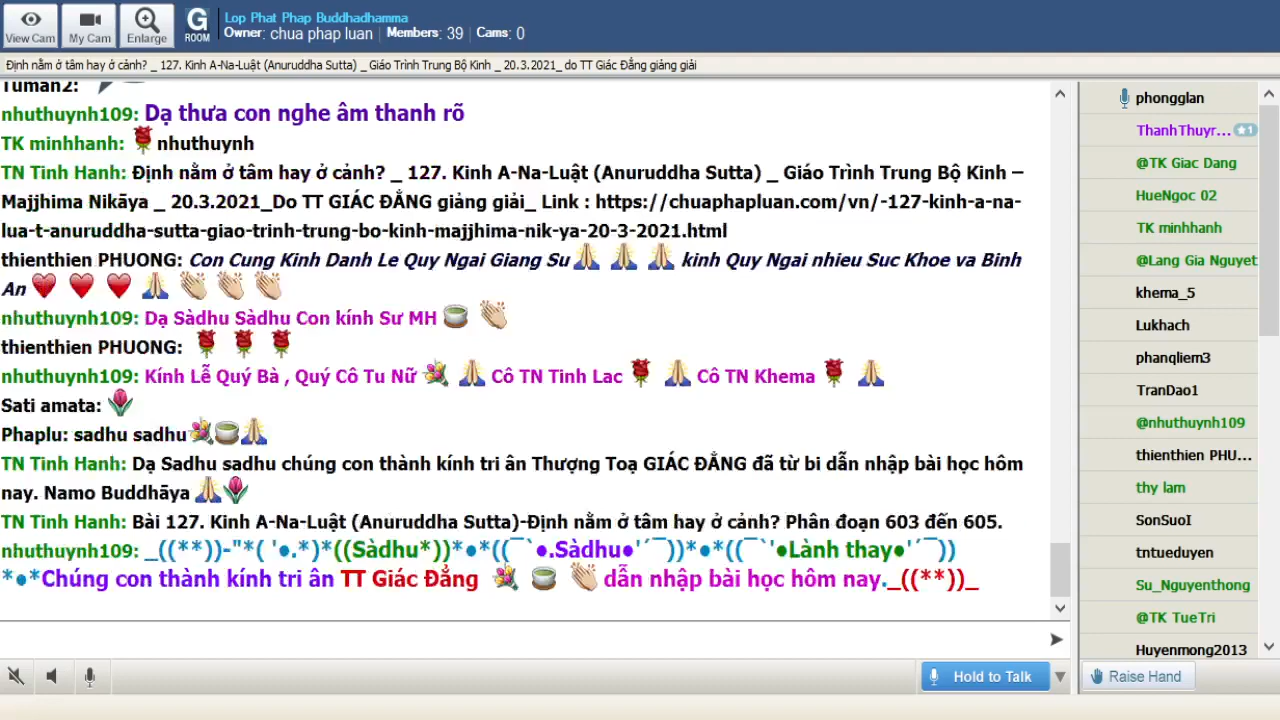 View Cam
My Cam
Enlarge
G
ROOM
Lop Phat Phap Buddhadhamma
Owner: chua phap luan Members: 39 Cams: 0
Định nằm ở tâm hay ở cảnh? _ 127. Kinh A-Na-Luật (Anuruddha Sutta) _ Giáo Trình Trung Bộ Kinh _ 20.3.2021_ do TT Giác Đẳng giảng giải
Tuman2:
nhuthuynh109: Dạ thưa con nghe âm thanh rõ
TK minhhanh: 🌹nhuthuynh
TN Tinh Hanh: Định nằm ở tâm hay ở cảnh? _ 127. Kinh A-Na-Luật (Anuruddha Sutta) _ Giáo Trình Trung Bộ Kinh –
Majjhima Nikāya _ 20.3.2021_Do TT GIÁC ĐẲNG giảng giải_ Link : https://chuaphapluan.com/vn/-127-kinh-a-na-
lua-t-anuruddha-sutta-giao-trinh-trung-bo-kinh-majjhima-nik-ya-20-3-2021.html
thienthien PHUONG: Con Cung Kinh Danh Le Quy Ngai Giang Su 🙏 🙏 🙏 kinh Quy Ngai nhieu Suc Khoe va Binh
An ❤️ ❤️ ❤️ 🙏 👏 👏 👏
nhuthuynh109: Dạ Sàdhu Sàdhu Con kính Sư MH 🍵 👏
thienthien PHUONG: 🌹 🌹 🌹
nhuthuynh109: Kính Lễ Quý Bà , Quý Cô Tu Nữ 💐 🙏 Cô TN Tinh Lac 🌹 🙏 Cô TN Khema 🌹 🙏
Sati amata: 🌷
Phaplu: sadhu sadhu💐🍵🙏
TN Tinh Hanh: Dạ Sadhu sadhu chúng con thành kính tri ân Thượng Toạ GIÁC ĐẲNG đã từ bi dẫn nhập bài học hôm
nay. Namo Buddhāya 🙏🌷
TN Tinh Hanh: Bài 127. Kinh A-Na-Luật (Anuruddha Sutta)-Định nằm ở tâm hay ở cảnh? Phân đoạn 603 đến 605.
nhuthuynh109: _((**))-"*( '●.*)*((Sàdhu*))*●*((¯`●.Sàdhu●'´¯))*●*((¯`'●Lành thay●'´¯))
*●*Chúng con thành kính tri ân TT Giác Đẳng 💐 🍵 👏 dẫn nhập bài học hôm nay._((**))_
Hold to Talk
phongglan
ThanhThuyr... ★1
@TK Giac Dang
HueNgoc 02
TK minhhanh
@Lang Gia Nguyet
khema_5
Lukhach
phanqliem3
TranDao1
@nhuthuynh109
thienthien PHU...
thy lam
SonSuoI
tntueduyen
Su_Nguyenthong
@TK TueTri
Huyenmong2013
Raise Hand